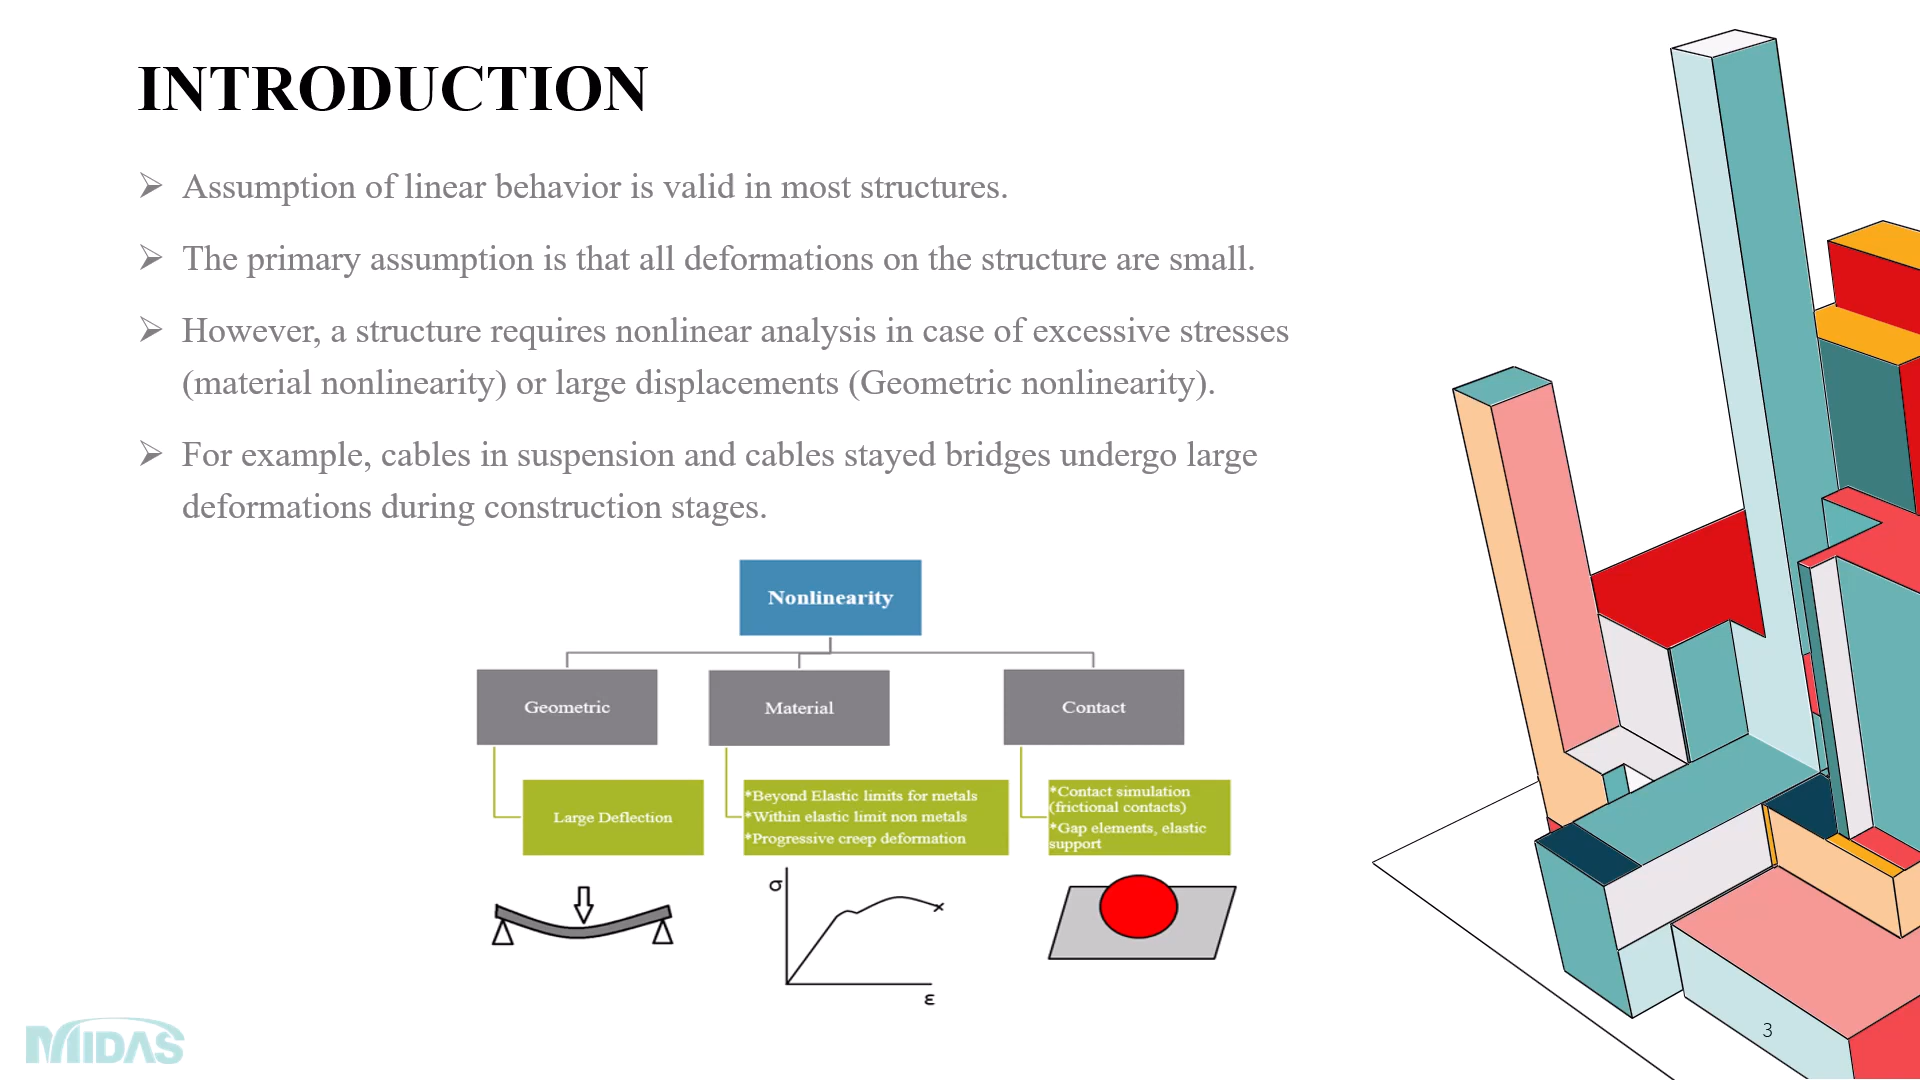 INTRODUCTION
➢ Assumption of linear behavior is valid in most structures.
➢ The primary assumption is that all deformations on the structure are small.
➢ However, a structure requires nonlinear analysis in case of excessive stresses
(material nonlinearity) or large displacements (Geometric nonlinearity).
➢ For example, cables in suspension and cables stayed bridges undergo large
deformations during construction stages.
Nonlinearity
Geometric
Material
Contact
Large Deflection
*Beyond Elastic limits for metals
*Within elastic limit non metals
*Progressive creep deformation
*Contact simulation
(frictional contacts)
*Gap elements, elastic
support
σ
ε
MIDAS
3